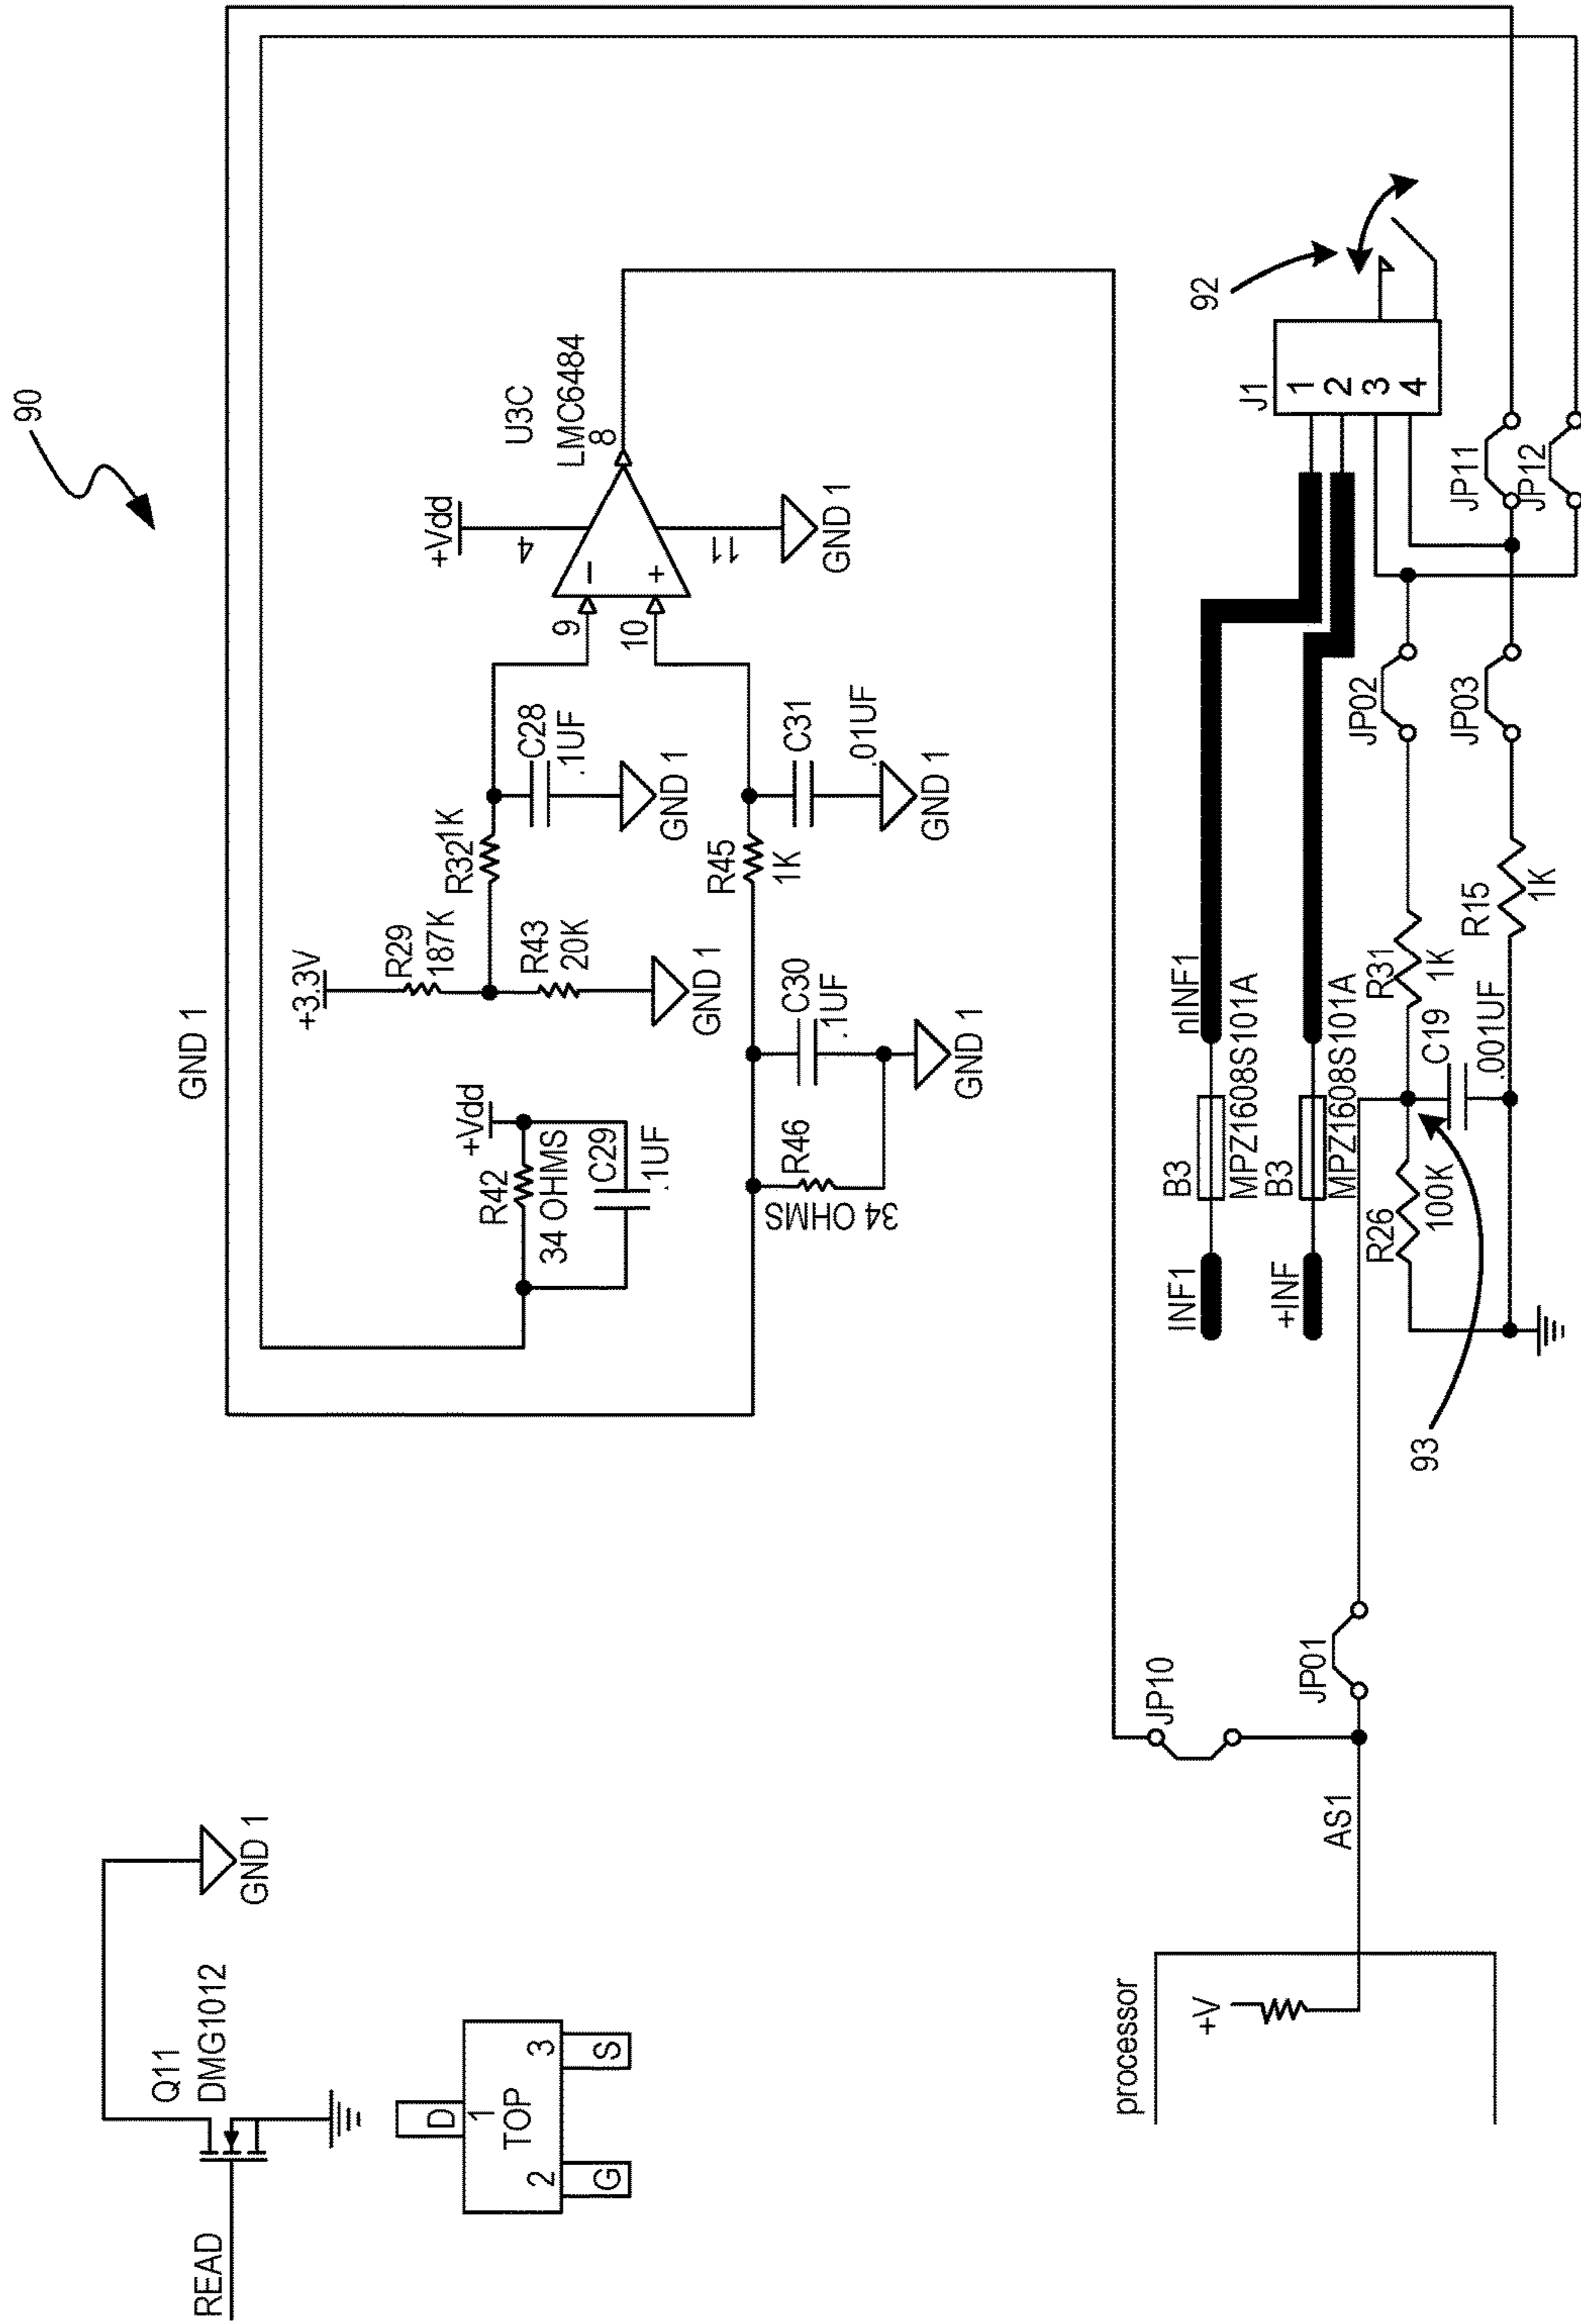 90
READ
Q11
DMG1012
GND 1
D
1
TOP
2
3
G
S
GND 1
+3.3V
R29
187K
R43
20K
GND 1
R32
1K
C28
.1UF
GND 1
+Vdd
R42
34 OHMS
C29
.1UF
R46
34 OHMS
C30
.1UF
GND 1
R45
1K
C31
.01UF
GND 1
9
10
+Vdd
4
–
+
11
GND 1
U3C
LMC6484
8
processor
+V
AS1
JP10
JP01
INF1
B3
MPZ1608S101A
nINF1
+INF
B3
MPZ1608S101A
93
R26
100K
C19
.001UF
R31
1K
R15
1K
JP02
JP03
J1
1
2
3
4
92
JP11
JP12